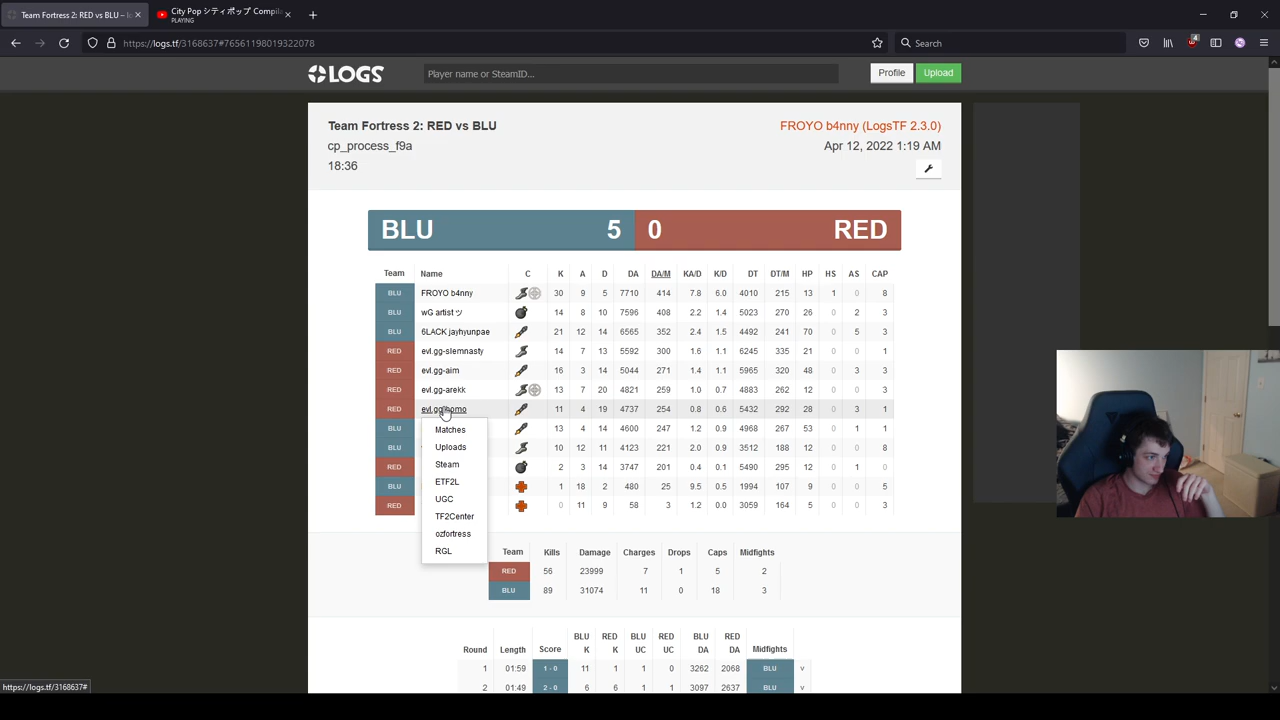 Team Fortress 2: RED vs BLU – l
City Pop シティポップ Compila
PLAYING
https://logs.tf/3168637#76561198019322078
Search
4
LOGS
Player name or SteamID...
Profile
Upload
Team Fortress 2: RED vs BLU
FROYO b4nny (LogsTF 2.3.0)
cp_process_f9a
Apr 12, 2022 1:19 AM
18:36
BLU 5 0 RED
Team Name C K A D DA DA/M KA/D K/D DT DT/M HP HS AS CAP
BLU FROYO b4nny 30 9 5 7710 414 7.8 6.0 4010 215 13 1 0 8
BLU wG artist ツ 14 8 10 7596 408 2.2 1.4 5023 270 26 0 2 3
BLU 6LACK jayhyunpae 21 12 14 6565 352 2.4 1.5 4492 241 70 0 5 3
RED evl.gg-slemnasty 14 7 13 5592 300 1.6 1.1 6245 335 21 0 0 1
RED evl.gg-aim 16 3 14 5044 271 1.4 1.1 5965 320 48 0 3 3
RED evl.gg-arekk 13 7 20 4821 259 1.0 0.7 4883 262 12 0 0 3
RED 11 4 19 4737 254 0.8 0.6 5432 292 28 0 3 1
BLU 13 4 14 4600 247 1.2 0.9 4968 267 53 0 1 1
BLU 10 12 11 4123 221 2.0 0.9 3512 188 12 0 0 8
RED 2 3 14 3747 201 0.4 0.1 5490 295 12 0 1 0
BLU 1 18 2 480 25 9.5 0.5 1994 107 9 0 0 5
RED 0 11 9 58 3 1.2 0.0 3059 164 5 0 0 1
Matches
Uploads
Steam
ETF2L
UGC
TF2Center
ozfortress
RGL
Team Kills Damage Charges Drops Caps Midfights
RED 56 23999 7 1 5 2
BLU 89 31074 11 0 18 3
Round Length Score BLU K RED K BLU UC RED UC BLU DA RED DA Midfights
1 01:59 1 - 0 11 1 1 0 3262 2068 BLU v
2 01:49 2 - 0 6 6 1 1 3097 2637 BLU v
https://logs.tf/3168637#